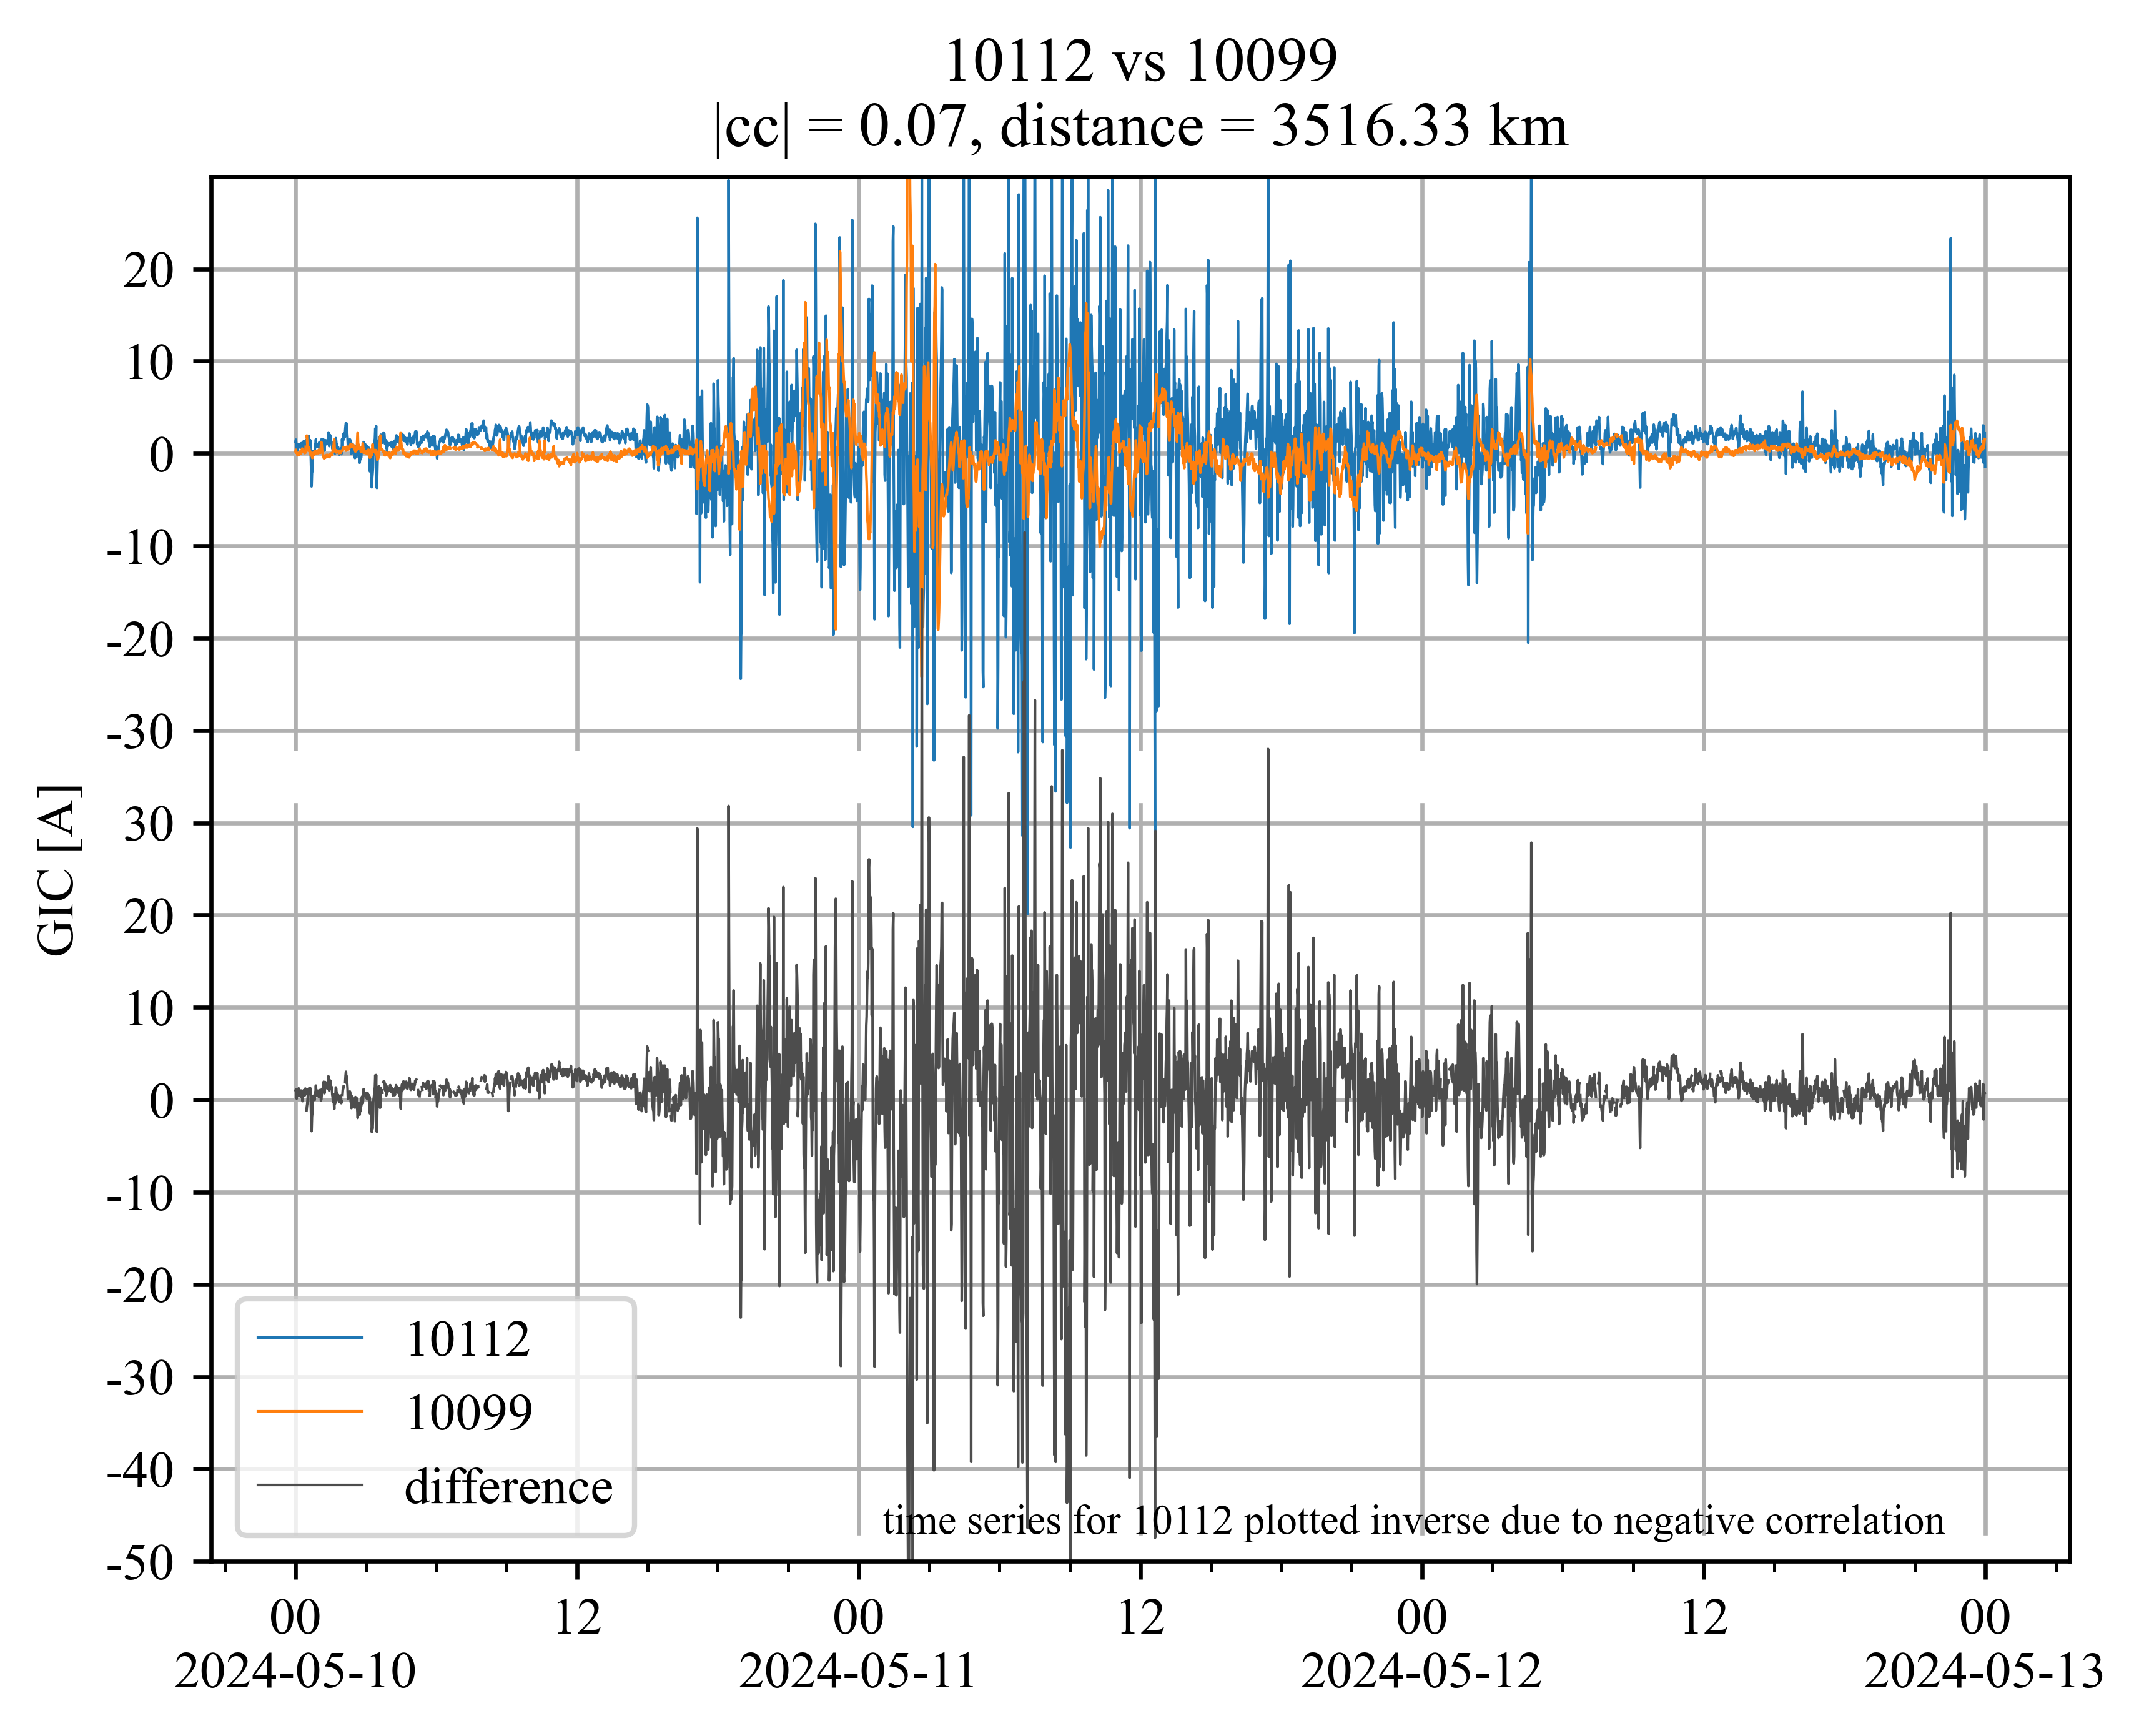 10112 vs 10099
|cc| = 0.07, distance = 3516.33 km
GIC [A]
20
10
0
-10
-20
-30
30
20
10
0
-10
-20
-30
-40
-50
10112
10099
difference
time series for 10112 plotted inverse due to negative correlation
00 12 00 12 00 12 00
2024-05-10 2024-05-11 2024-05-12 2024-05-13